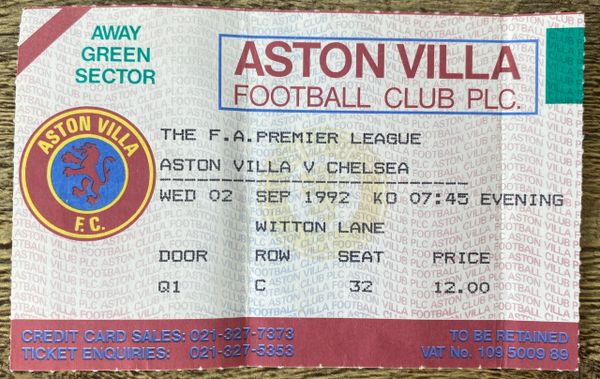 AWAY
GREEN
SECTOR
ASTON VILLA
FOOTBALL CLUB PLC.
ASTON VILLA
F.C.
THE F.A.PREMIER LEAGUE
ASTON VILLA V CHELSEA
------------------------------
WED 02 SEP 1992 KO 07:45 EVENING
WITTON LANE
DOOR ROW SEAT PRICE
Q1 C 32 12.00
CREDIT CARD SALES: 021-327-7373
TICKET ENQUIRIES: 021-327-5353
TO BE RETAINED
VAT No. 109 5009 89